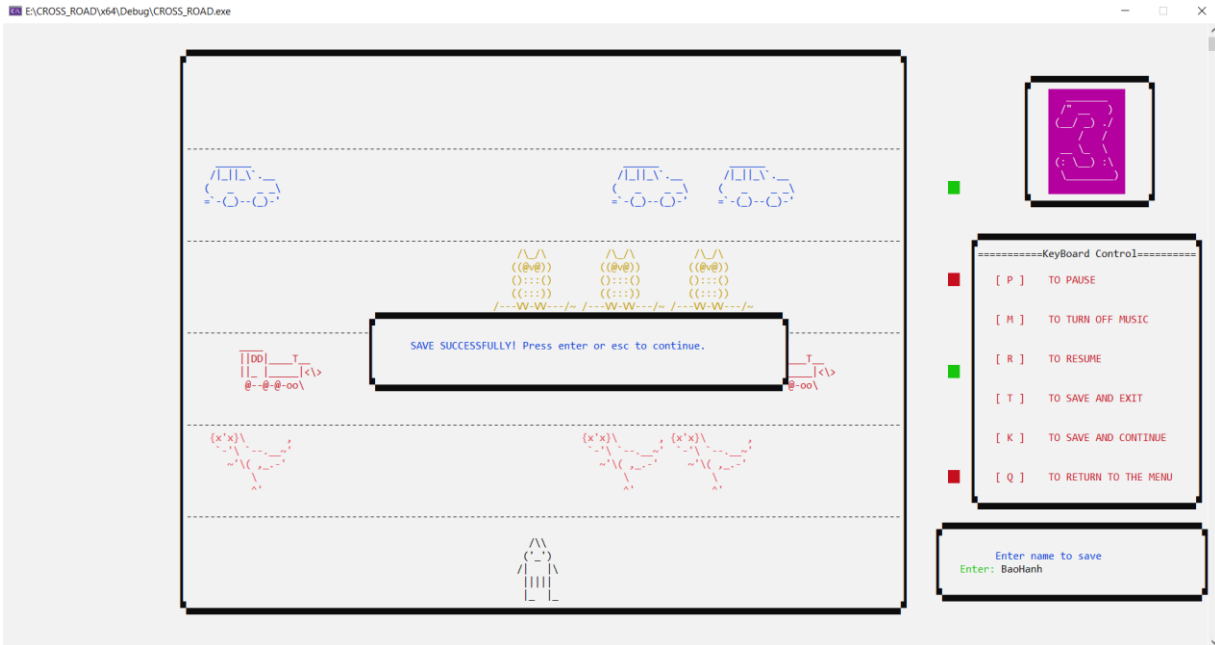 E:\CROSS_ROAD\x64\Debug\CROSS_ROAD.exe
===========KeyBoard Control==========
[ P ] TO PAUSE
[ M ] TO TURN OFF MUSIC
[ R ] TO RESUME
[ T ] TO SAVE AND EXIT
[ K ] TO SAVE AND CONTINUE
[ Q ] TO RETURN TO THE MENU
SAVE SUCCESSFULLY! Press enter or esc to continue.
Enter name to save
Enter: BaoHanh